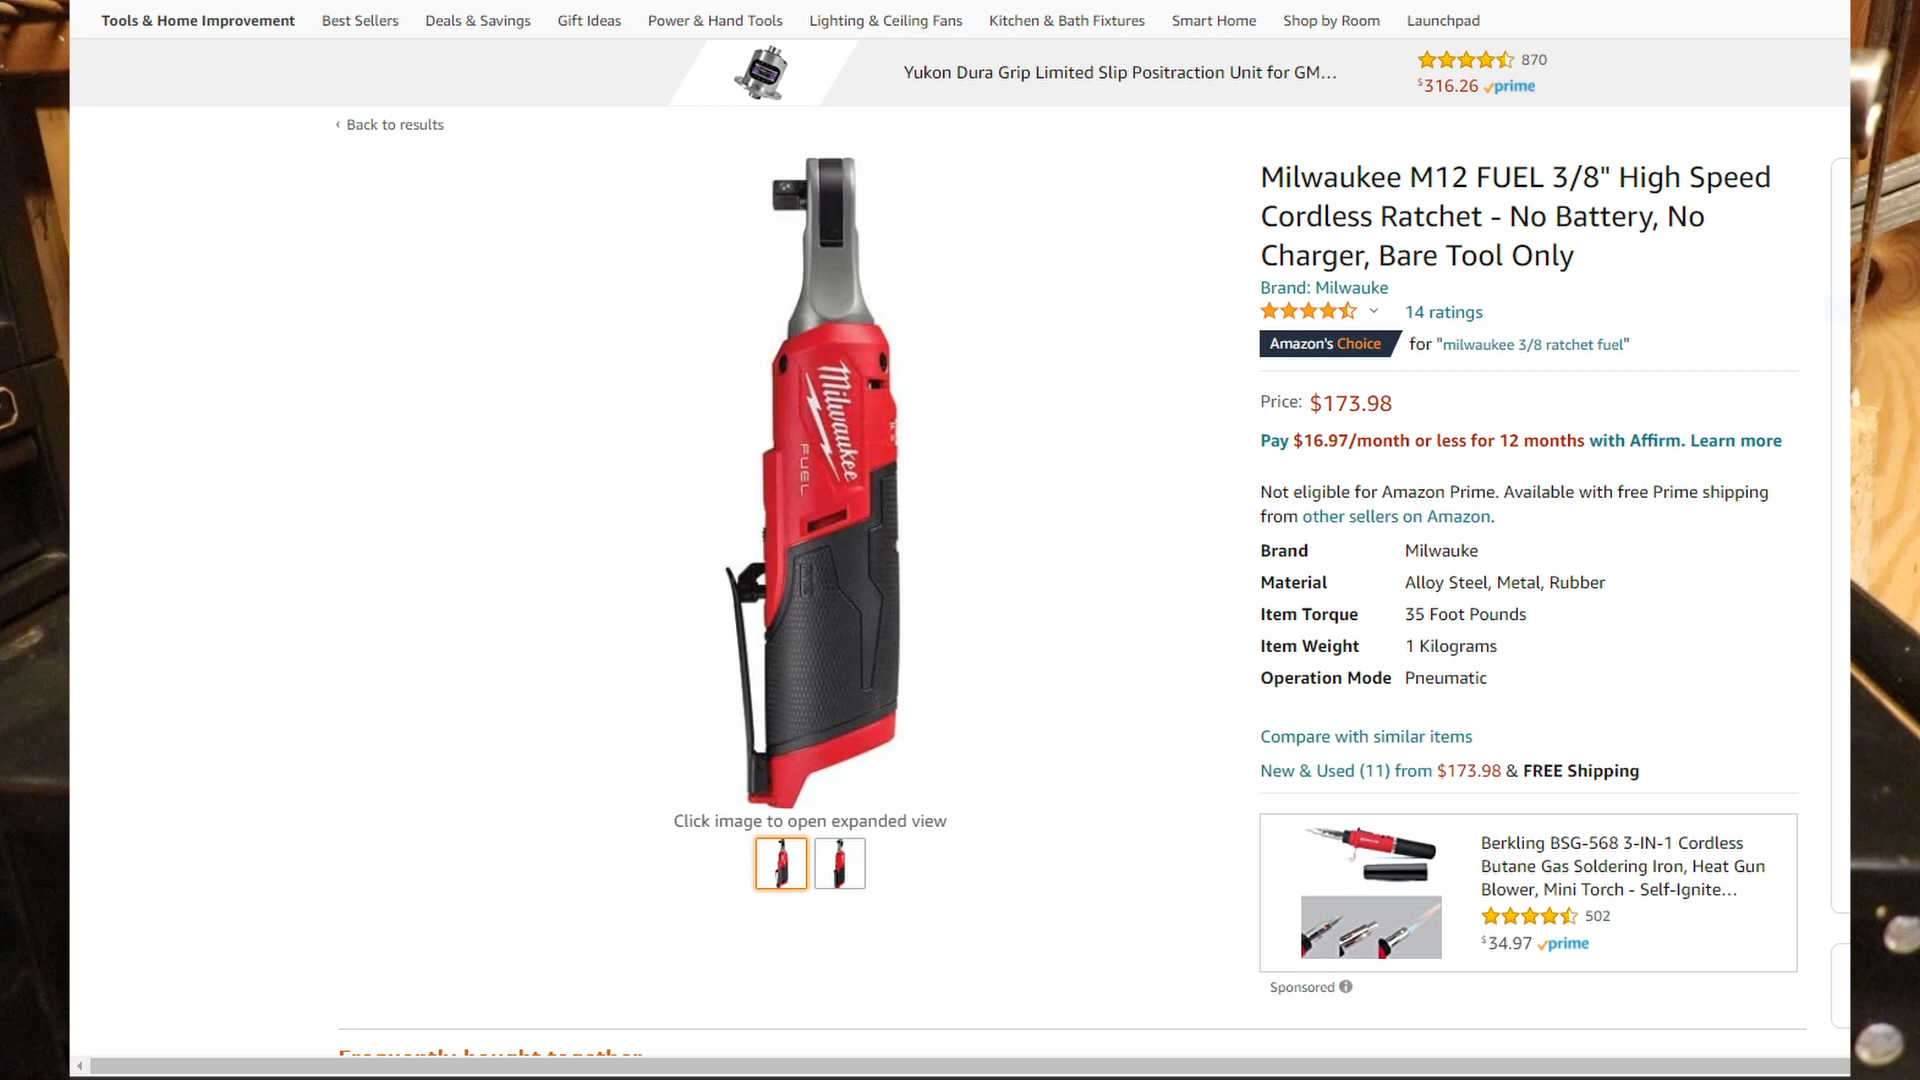 Tools & Home Improvement Best Sellers Deals & Savings Gift Ideas Power & Hand Tools Lighting & Ceiling Fans Kitchen & Bath Fixtures Smart Home Shop by Room Launchpad
Yukon Dura Grip Limited Slip Positraction Unit for GM...
870
$316.26 prime
‹ Back to results
Milwaukee M12 FUEL 3/8" High Speed
Cordless Ratchet - No Battery, No
Charger, Bare Tool Only
Brand: Milwauke
14 ratings
Amazon's Choice for "milwaukee 3/8 ratchet fuel"
Price: $173.98
Pay $16.97/month or less for 12 months with Affirm. Learn more
Not eligible for Amazon Prime. Available with free Prime shipping
from other sellers on Amazon.
Brand Milwauke
Material Alloy Steel, Metal, Rubber
Item Torque 35 Foot Pounds
Item Weight 1 Kilograms
Operation Mode Pneumatic
Compare with similar items
New & Used (11) from $173.98 & FREE Shipping
Milwaukee
FUEL
Click image to open expanded view
Berkling BSG-568 3-IN-1 Cordless
Butane Gas Soldering Iron, Heat Gun
Blower, Mini Torch - Self-Ignite...
502
$34.97 prime
Sponsored
Frequently bought together